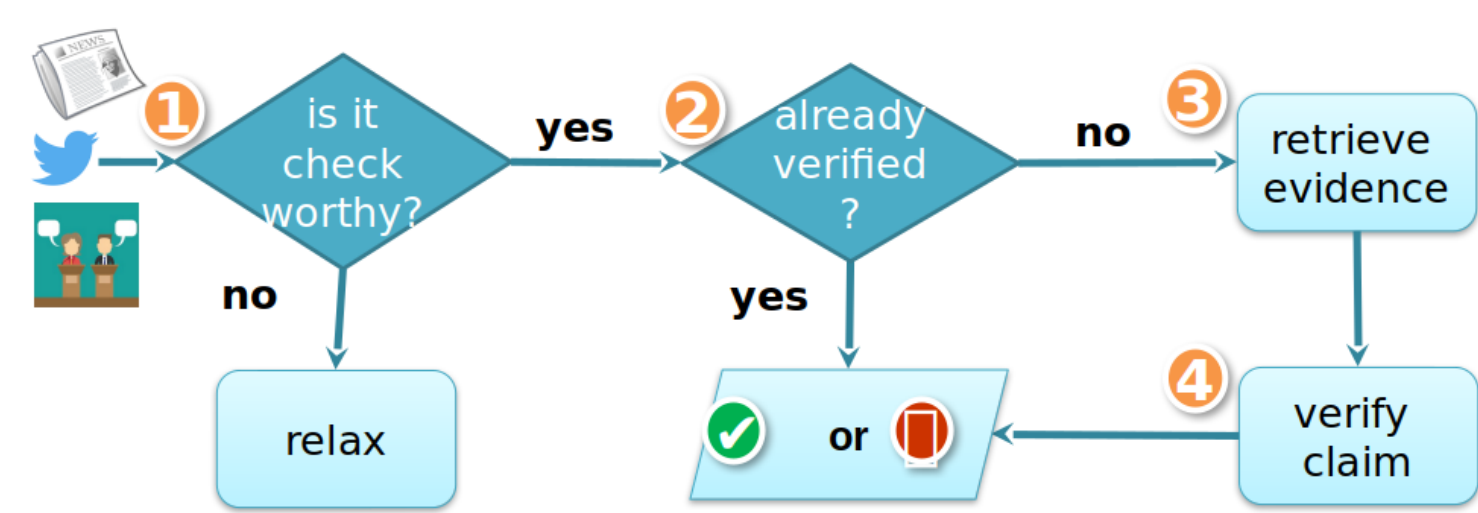 NEWS
1
is it
check
worthy?
yes
2
already
verified
?
no
3
retrieve
evidence
no
yes
relax
✔
or
4
verify
claim